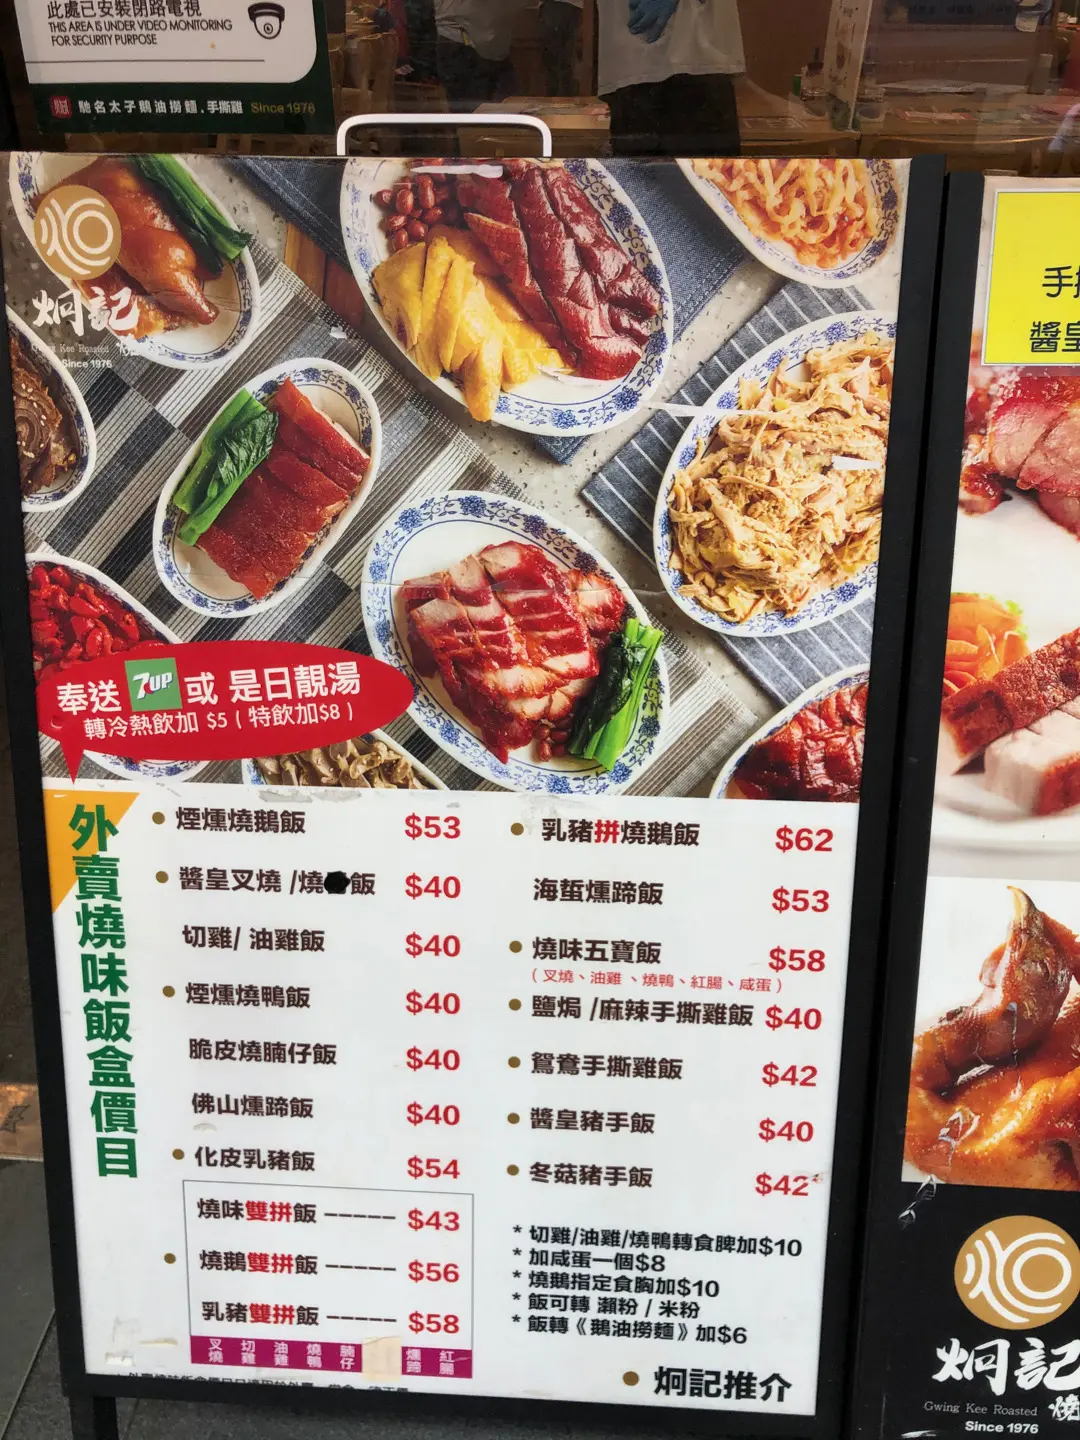 此處已安裝閉路電視
THIS AREA IS UNDER VIDEO MONITORING
FOR SECURITY PURPOSE
馳名太子鵝油撈麵．手撕雞 Since 1976
炯記
Gwing Kee Roasted
Since 1976
奉送 7UP 或 是日靚湯
轉冷熱飲加 $5 ( 特飲加$8 )
外賣燒味飯盒價目
煙燻燒鵝飯 $53
醬皇叉燒 /燒 飯 $40
切雞/ 油雞飯 $40
煙燻燒鴨飯 $40
脆皮燒腩仔飯 $40
佛山燻蹄飯 $40
化皮乳豬飯 $54
燒味雙拼飯 ----- $43
燒鵝雙拼飯 ----- $56
乳豬雙拼飯 ----- $58
叉燒 切雞 油雞 燒鴨 腩仔 燻蹄 紅腸
乳豬拼燒鵝飯 $62
海蜇燻蹄飯 $53
燒味五寶飯 $58
( 叉燒、油雞、燒鴨、紅腸、咸蛋 )
鹽焗 /麻辣手撕雞飯 $40
鴛鴦手撕雞飯 $42
醬皇豬手飯 $40
冬菇豬手飯 $42
* 切雞/油雞/燒鴨轉食脾加$10
* 加咸蛋一個$8
* 燒鵝指定食胸加$10
* 飯可轉 瀨粉 / 米粉
* 飯轉《鵝油撈麵》加$6
炯記推介
手
醬皇
炯記
Gwing Kee Roasted 燒
Since 1976